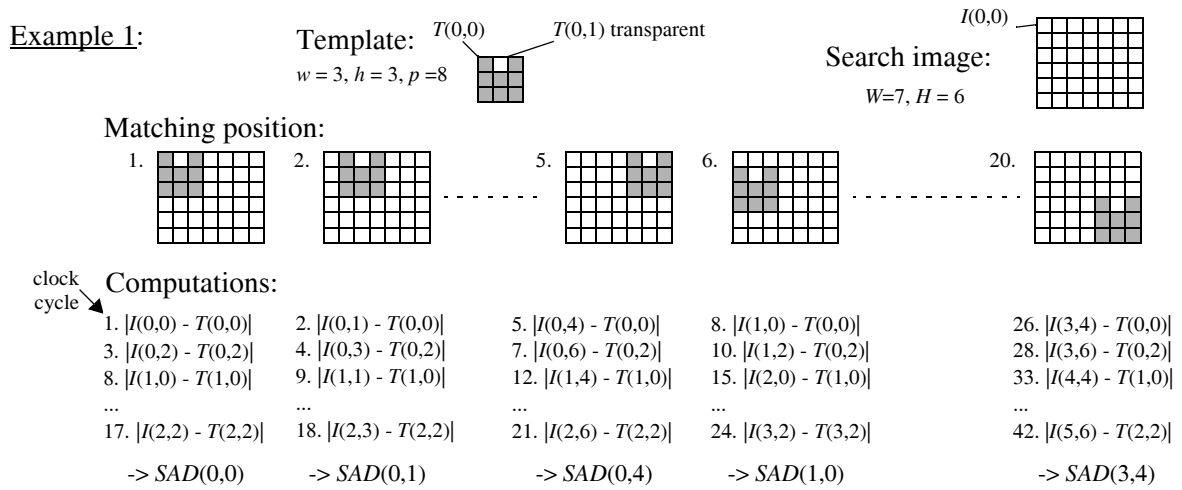 Example 1:
Template:
w = 3, h = 3, p =8
T(0,0)
T(0,1) transparent
Search image:
W=7, H = 6
I(0,0)
Matching position:
1.
2.
5.
6.
20.
clock
cycle
Computations:
1. |I(0,0) - T(0,0)|
3. |I(0,2) - T(0,2)|
8. |I(1,0) - T(1,0)|
...
17. |I(2,2) - T(2,2)|
-> SAD(0,0)
2. |I(0,1) - T(0,0)|
4. |I(0,3) - T(0,2)|
9. |I(1,1) - T(1,0)|
...
18. |I(2,3) - T(2,2)|
-> SAD(0,1)
5. |I(0,4) - T(0,0)|
7. |I(0,6) - T(0,2)|
12. |I(1,4) - T(1,0)|
...
21. |I(2,6) - T(2,2)|
-> SAD(0,4)
8. |I(1,0) - T(0,0)|
10. |I(1,2) - T(0,2)|
15. |I(2,0) - T(1,0)|
...
24. |I(3,2) - T(3,2)|
-> SAD(1,0)
26. |I(3,4) - T(0,0)|
28. |I(3,6) - T(0,2)|
33. |I(4,4) - T(1,0)|
...
42. |I(5,6) - T(2,2)|
-> SAD(3,4)